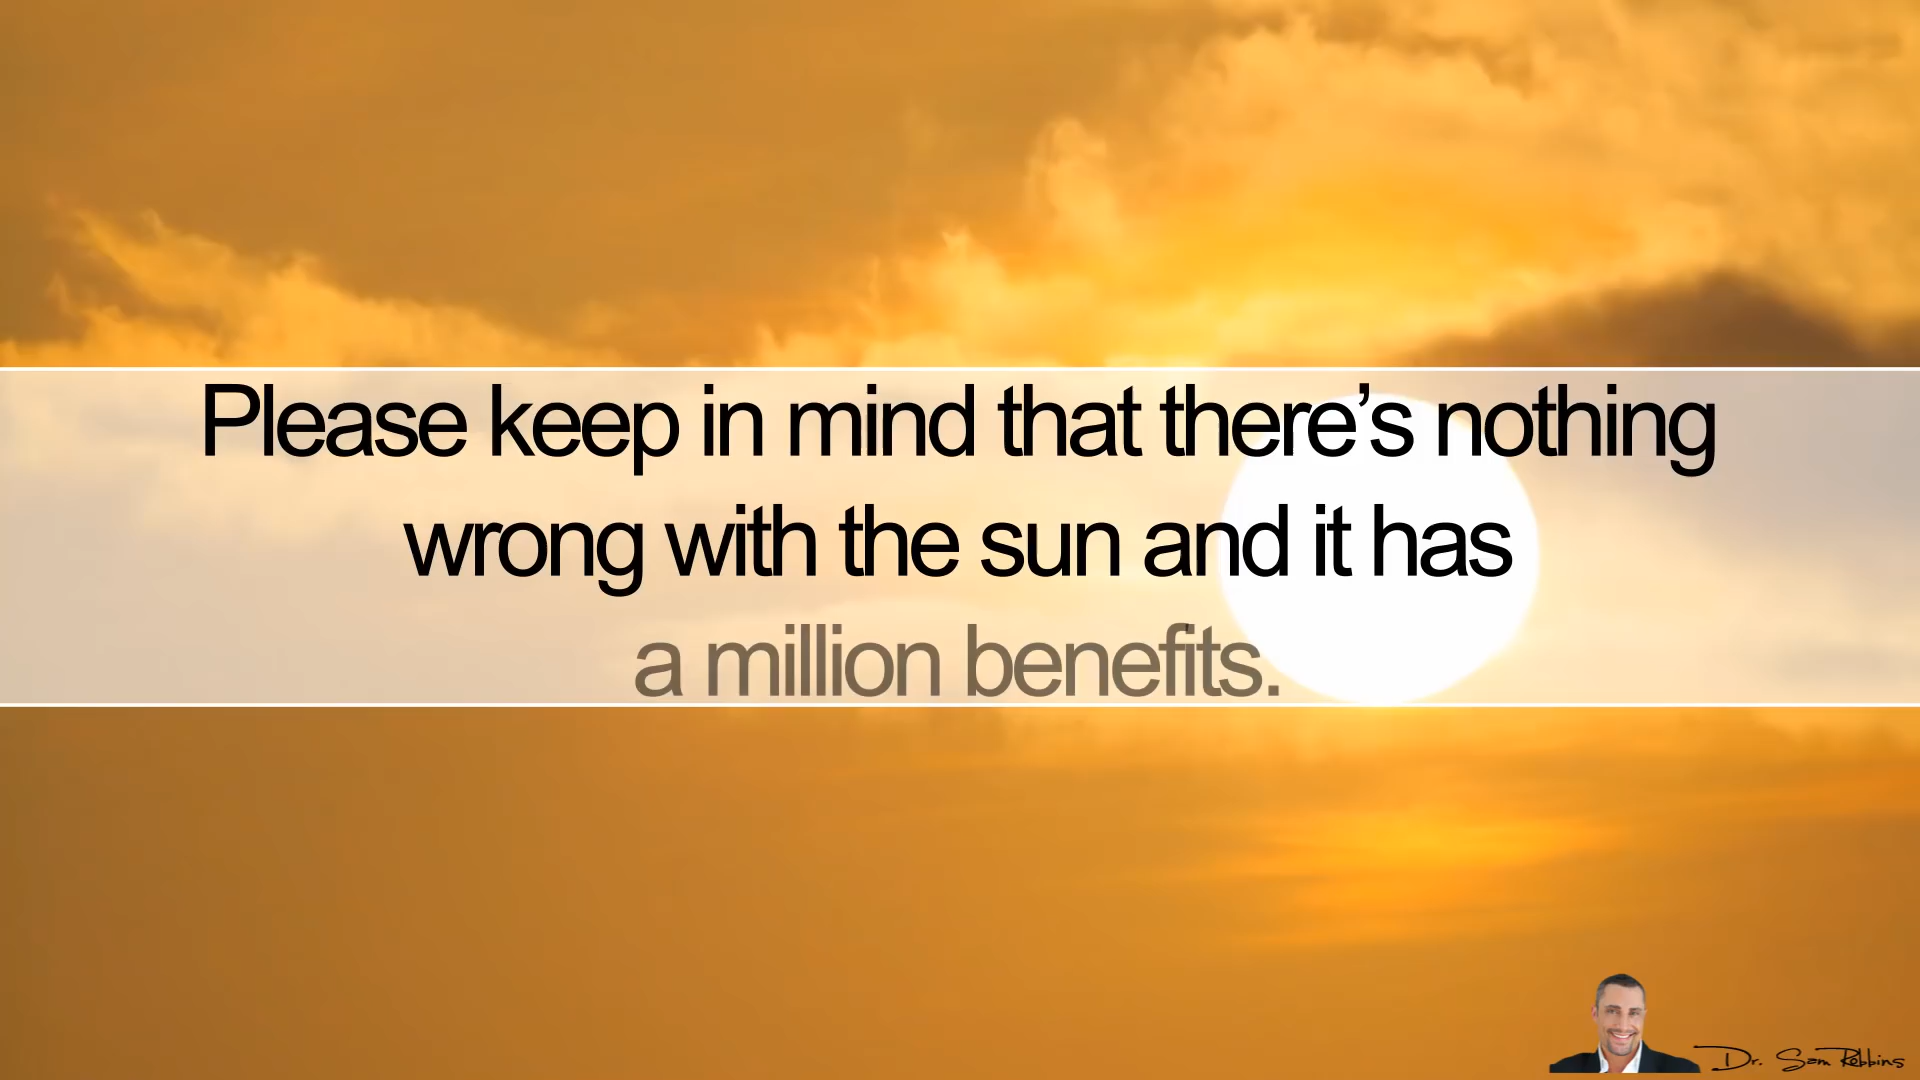 Please keep in mind that there’s nothing
wrong with the sun and it has
a million benefits.
Dr. Sam Robbins